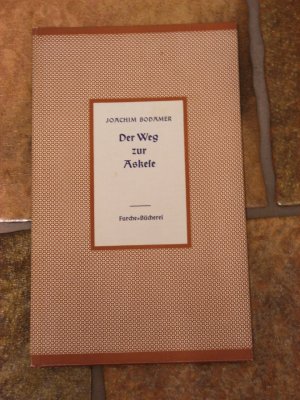 JOACHIM BODAMER
Der Weg
zur
Askese
Furche-Bücherei